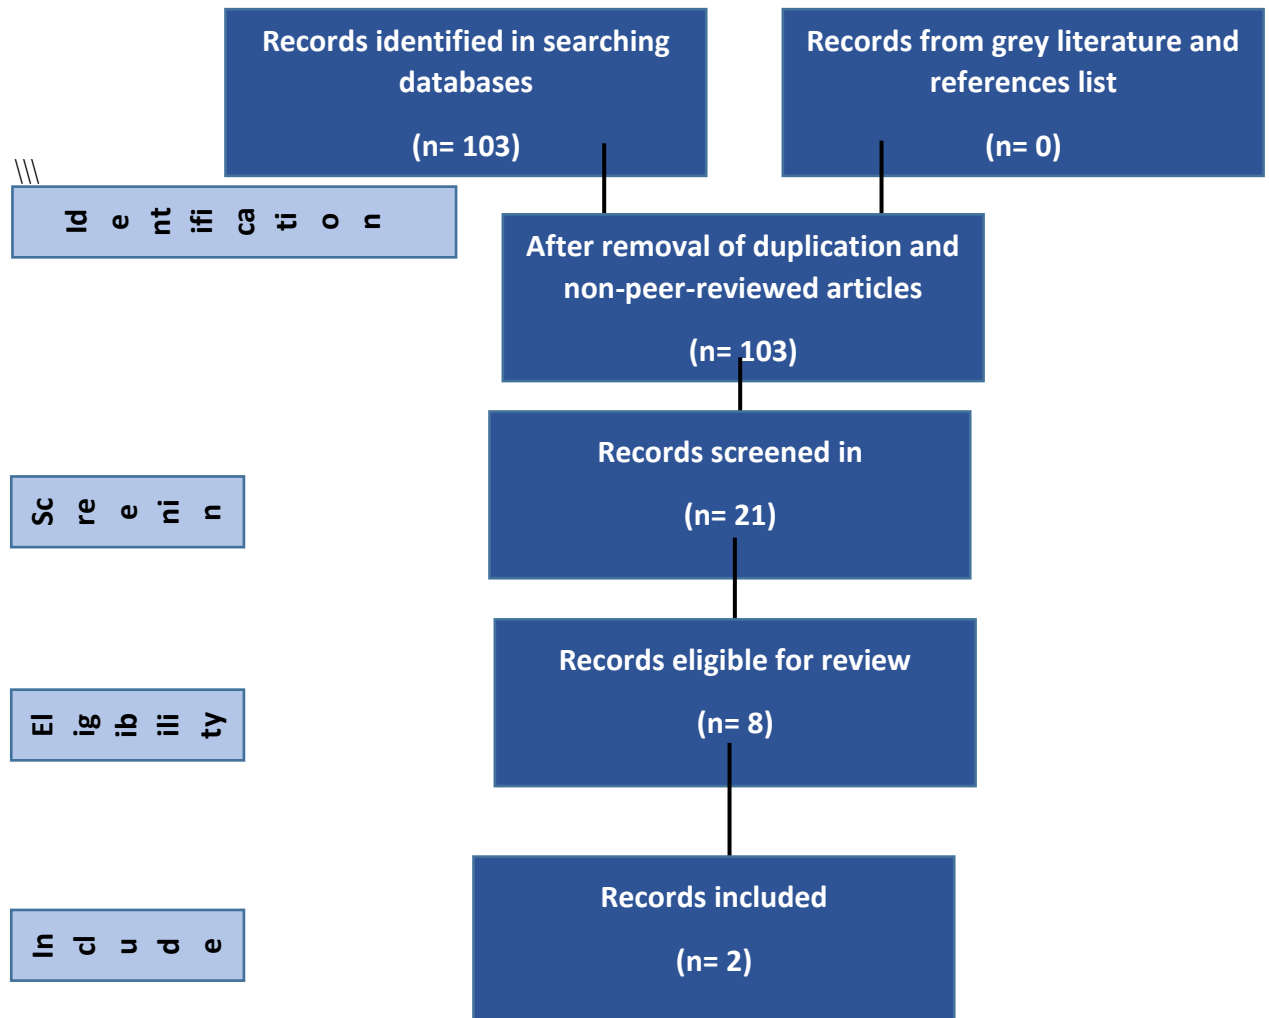 Records identified in searching
databases
(n= 103)
Records from grey literature and
references list
(n= 0)
\\\
Id e nt ifi ca ti o n
After removal of duplication and
non-peer-reviewed articles
(n= 103)
Records screened in
(n= 21)
Sc re e ni n
Records eligible for review
(n= 8)
El ig ib ili ty
Records included
(n= 2)
In cl u d e